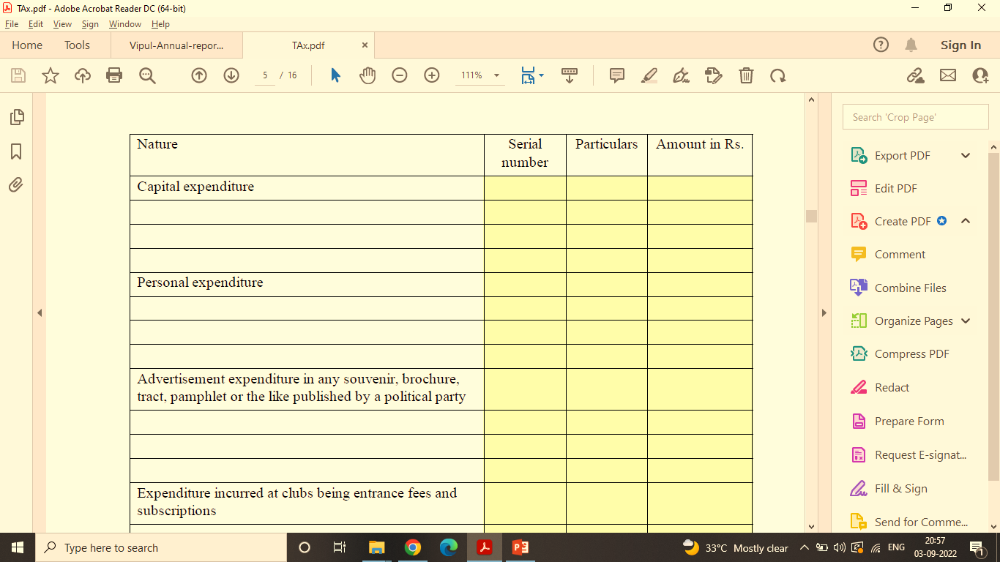 TAx.pdf - Adobe Acrobat Reader DC (64-bit)
File Edit View Sign Window Help
Home Tools Vipul-Annual-repor... TAx.pdf × Sign In
5 / 16 111%
Search 'Crop Page'
Export PDF
Edit PDF
Create PDF
Comment
Combine Files
Organize Pages
Compress PDF
Redact
Prepare Form
Request E-signat...
Fill & Sign
Send for Comme...
Nature Serial number Particulars Amount in Rs.
Capital expenditure
Personal expenditure
Advertisement expenditure in any souvenir, brochure,
tract, pamphlet or the like published by a political party
Expenditure incurred at clubs being entrance fees and
subscriptions
Type here to search 33°C Mostly clear ENG 20:57
03-09-2022 1